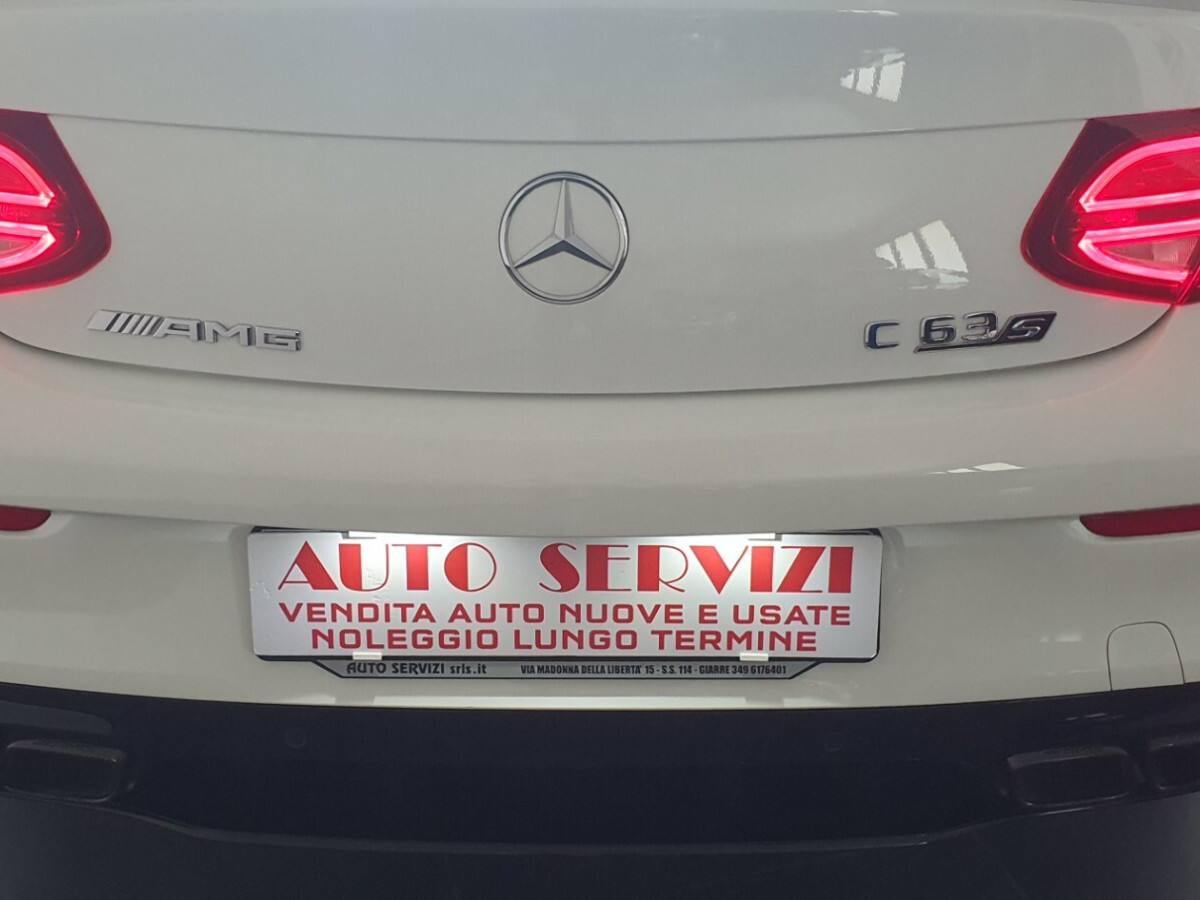 AMG
C 63 S
AUTO SERVIZI
VENDITA AUTO NUOVE E USATE
NOLEGGIO LUNGO TERMINE
AUTO SERVIZI srls.it VIA MADONNA DELLA LIBERTA' 15 - S.S. 114 - GIARRE 349 6176401